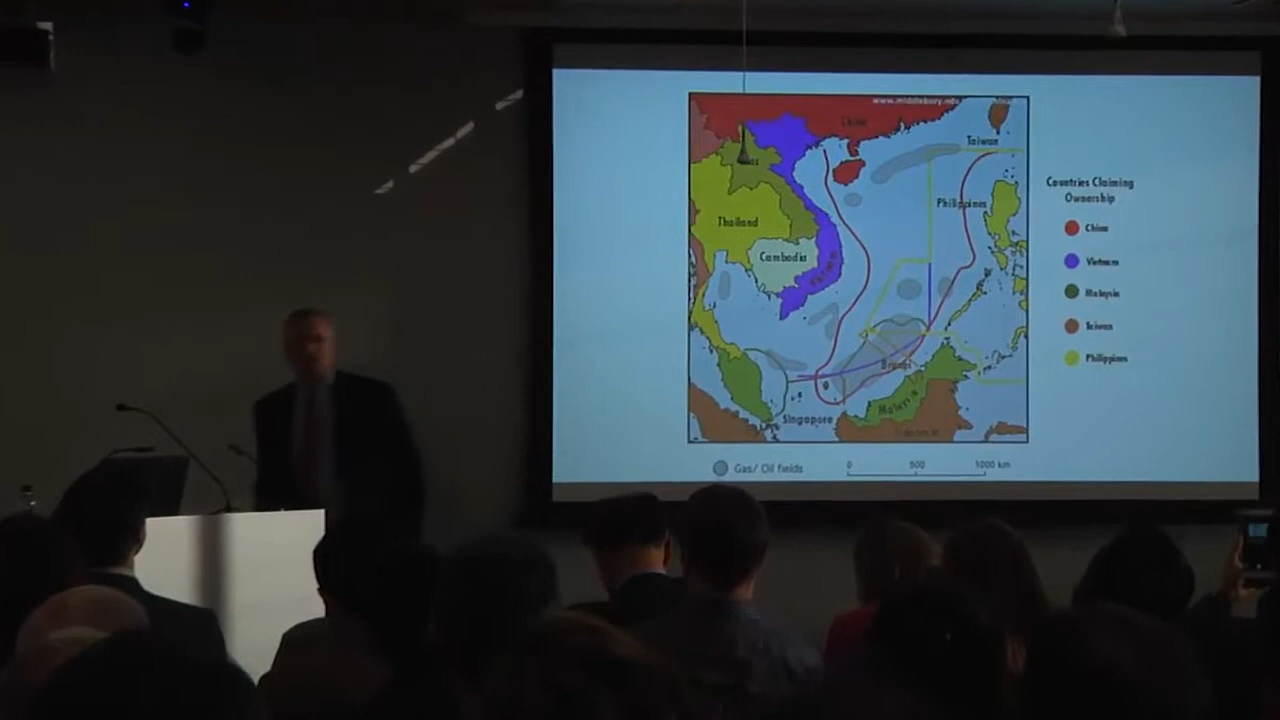 www.middlebury.edu
China
Taiwan
Thailand
Philippines
Cambodia
Vietnam
Brunei
Malaysia
Singapore
Gas/ Oil fields
0 500 1000 km
Countries Claiming
Ownership
China
Vietnam
Malaysia
Taiwan
Philippines